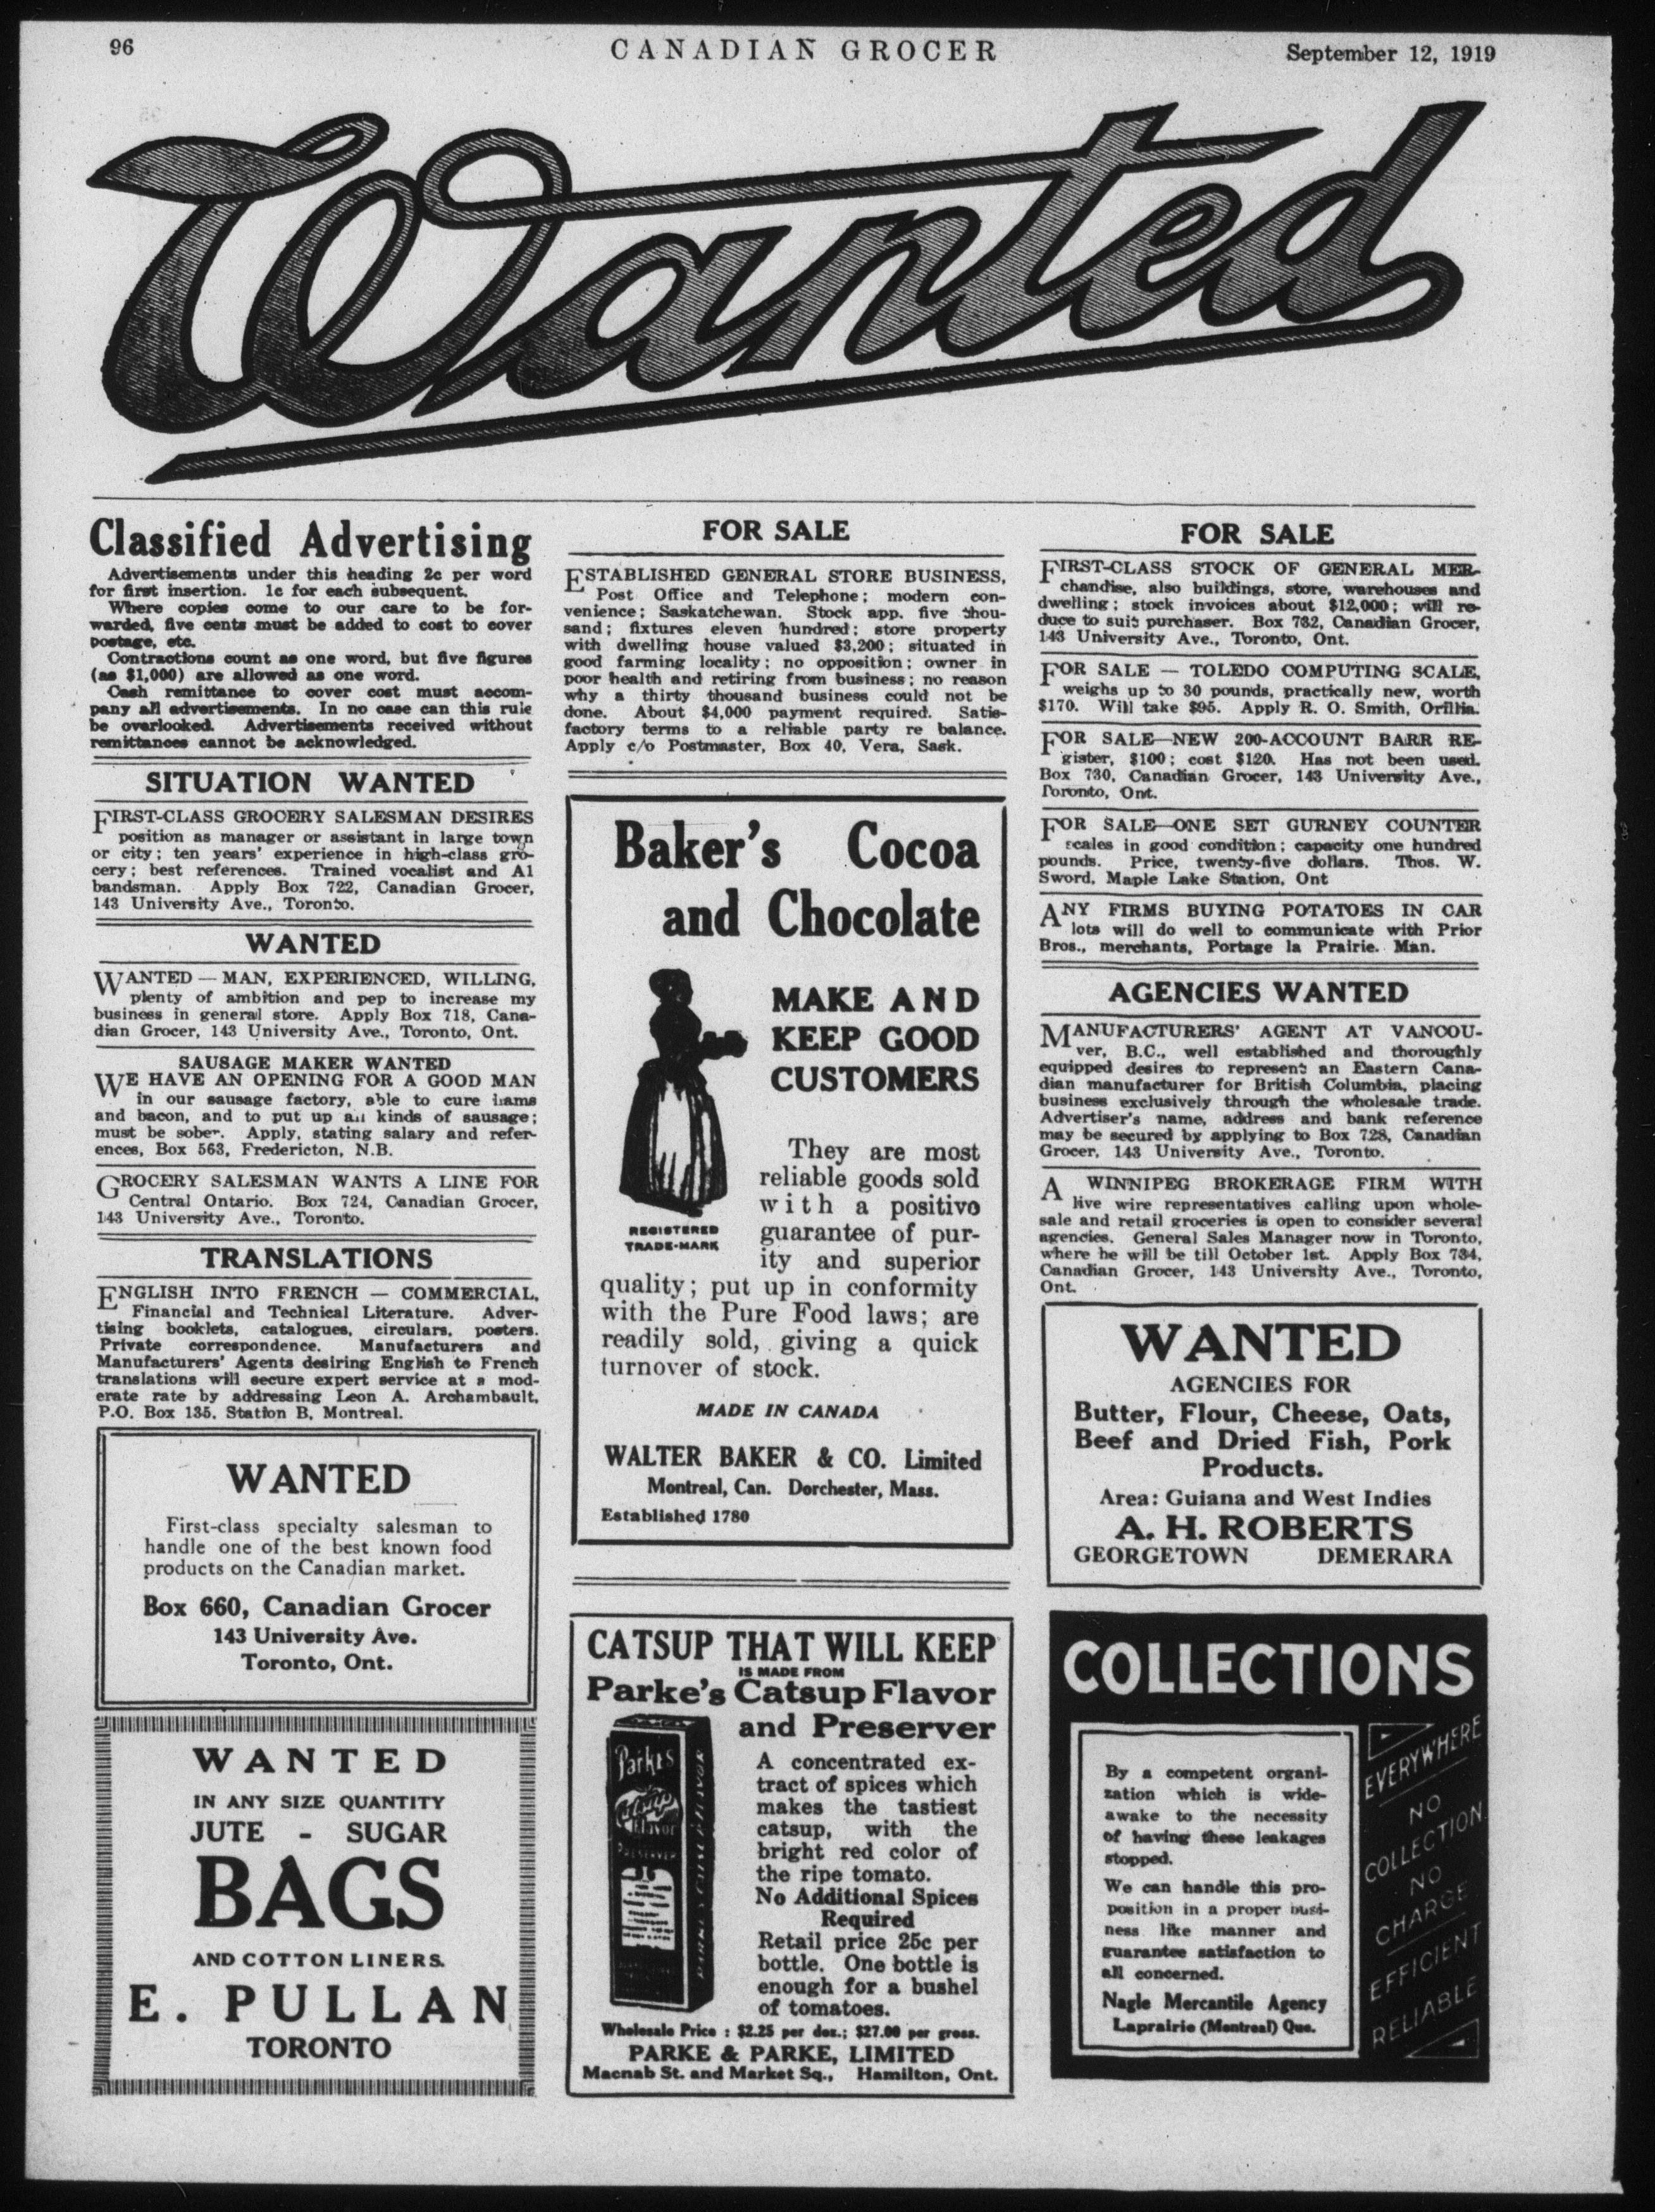 96
CANADIAN GROCER
September 12, 1919
Wanted
Classified Advertising
Advertisements under this heading 2c per word
for first insertion. 1c for each subsequent.
Where copies come to our care to be for-
warded, five cents must be added to cost to cover
postage, etc.
Contractions count as one word, but five figures
(as $1,000) are allowed as one word.
Cash remittance to cover cost must accom-
pany all advertisements. In no case can this rule
be overlooked. Advertisements received without
remittances cannot be acknowledged.
SITUATION WANTED
FIRST-CLASS GROCERY SALESMAN DESIRES
position as manager or assistant in large town
or city; ten years' experience in high-class gro-
cery; best references. Trained vocalist and A1
bandsman. Apply Box 722, Canadian Grocer,
143 University Ave., Toronto.
WANTED
WANTED — MAN, EXPERIENCED, WILLING,
plenty of ambition and pep to increase my
business in general store. Apply Box 718, Cana-
dian Grocer, 143 University Ave., Toronto, Ont.
SAUSAGE MAKER WANTED
WE HAVE AN OPENING FOR A GOOD MAN
in our sausage factory, able to cure hams
and bacon, and to put up all kinds of sausage;
must be sober. Apply, stating salary and refer-
ences, Box 563, Fredericton, N.B.
GROCERY SALESMAN WANTS A LINE FOR
Central Ontario. Box 724, Canadian Grocer,
143 University Ave., Toronto.
TRANSLATIONS
ENGLISH INTO FRENCH — COMMERCIAL,
Financial and Technical Literature. Adver-
tising booklets, catalogues, circulars, posters.
Private correspondence. Manufacturers and
Manufacturers' Agents desiring English to French
translations will secure expert service at a mod-
erate rate by addressing Leon A. Archambault,
P.O. Box 135, Station B, Montreal.
WANTED
First-class specialty salesman to
handle one of the best known food
products on the Canadian market.
Box 660, Canadian Grocer
143 University Ave.
Toronto, Ont.
WANTED
IN ANY SIZE QUANTITY
JUTE - SUGAR
BAGS
AND COTTON LINERS.
E. PULLAN
TORONTO
FOR SALE
ESTABLISHED GENERAL STORE BUSINESS,
Post Office and Telephone; modern con-
venience; Saskatchewan. Stock app. five thou-
sand; fixtures eleven hundred; store property
with dwelling house valued $3,200; situated in
good farming locality; no opposition; owner in
poor health and retiring from business; no reason
why a thirty thousand business could not be
done. About $4,000 payment required. Satis-
factory terms to a reliable party re balance.
Apply c/o Postmaster, Box 40, Vera, Sask.
Baker's Cocoa
and Chocolate
MAKE AND
KEEP GOOD
CUSTOMERS
REGISTERED
TRADE-MARK
They are most
reliable goods sold
with a positive
guarantee of pur-
ity and superior
quality; put up in conformity
with the Pure Food laws; are
readily sold, giving a quick
turnover of stock.
MADE IN CANADA
WALTER BAKER & CO. Limited
Montreal, Can. Dorchester, Mass.
Established 1780
CATSUP THAT WILL KEEP
IS MADE FROM
Parke's Catsup Flavor
and Preserver
Parkes
Catsup
Flavor
PRESERVER
A concentrated ex-
tract of spices which
makes the tastiest
catsup, with the
bright red color of
the ripe tomato.
No Additional Spices
Required
Retail price 25c per
bottle. One bottle is
enough for a bushel
of tomatoes.
Wholesale Price : $2.25 per doz.; $27.00 per gross.
PARKE & PARKE, LIMITED
Macnab St. and Market Sq., Hamilton, Ont.
FOR SALE
FIRST-CLASS STOCK OF GENERAL MER-
chandise, also buildings, store, warehouses and
dwelling; stock invoices about $12,000; will re-
duce to suit purchaser. Box 732, Canadian Grocer,
143 University Ave., Toronto, Ont.
FOR SALE — TOLEDO COMPUTING SCALE,
weighs up to 30 pounds, practically new, worth
$170. Will take $95. Apply R. O. Smith, Orillia.
FOR SALE—NEW 200-ACCOUNT BARR RE-
gister, $100; cost $120. Has not been used.
Box 730, Canadian Grocer, 143 University Ave.,
Toronto, Ont.
FOR SALE—ONE SET GURNEY COUNTER
scales in good condition; capacity one hundred
pounds. Price, twenty-five dollars. Thos. W.
Sword, Maple Lake Station, Ont
ANY FIRMS BUYING POTATOES IN CAR
lots will do well to communicate with Prior
Bros., merchants, Portage la Prairie. Man.
AGENCIES WANTED
MANUFACTURERS' AGENT AT VANCOU-
ver, B.C., well established and thoroughly
equipped desires to represent an Eastern Cana-
dian manufacturer for British Columbia, placing
business exclusively through the wholesale trade.
Advertiser's name, address and bank reference
may be secured by applying to Box 728, Canadian
Grocer, 143 University Ave., Toronto.
A WINNIPEG BROKERAGE FIRM WITH
live wire representatives calling upon whole-
sale and retail groceries is open to consider several
agencies. General Sales Manager now in Toronto,
where he will be till October 1st. Apply Box 734,
Canadian Grocer, 143 University Ave., Toronto,
Ont.
WANTED
AGENCIES FOR
Butter, Flour, Cheese, Oats,
Beef and Dried Fish, Pork
Products.
Area: Guiana and West Indies
A. H. ROBERTS
GEORGETOWN DEMERARA
COLLECTIONS
By a competent organi-
zation which is wide-
awake to the necessity
of having these leakages
stopped.
We can handle this pro-
position in a proper busi-
ness like manner and
guarantee satisfaction to
all concerned.
Nagle Mercantile Agency
Laprairie (Montreal) Que.
EVERYWHERE
NO
COLLECTION
NO
CHARGE
EFFICIENT
RELIABLE